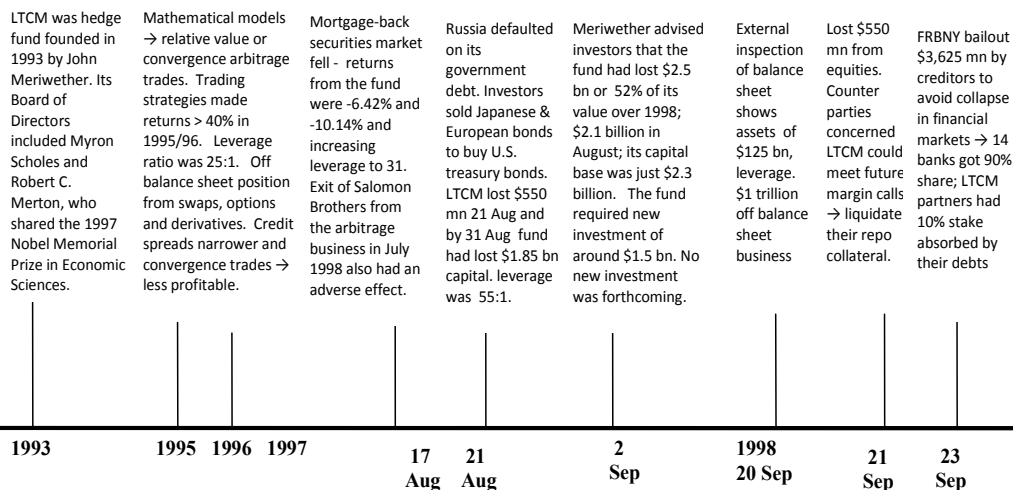 LTCM was hedge
fund founded in
1993 by John
Meriwether. Its
Board of
Directors
included Myron
Scholes and
Robert C.
Merton, who
shared the 1997
Nobel Memorial
Prize in Economic
Sciences.
Mathematical models
→ relative value or
convergence arbitrage
trades. Trading
strategies made
returns > 40% in
1995/96. Leverage
ratio was 25:1. Off
balance sheet position
from swaps, options
and derivatives. Credit
spreads narrower and
convergence trades →
less profitable.
Mortgage-back
securities market
fell - returns
from the fund
were -6.42% and
-10.14% and
increasing
leverage to 31.
Exit of Salomon
Brothers from
the arbitrage
business in July
1998 also had an
adverse effect.
Russia defaulted
on its
government
debt. Investors
sold Japanese &
European bonds
to buy U.S.
treasury bonds.
LTCM lost $550
mn 21 Aug and
by 31 Aug fund
had lost $1.85 bn
capital. leverage
was 55:1.
Meriwether advised
investors that the
fund had lost $2.5
bn or 52% of its
value over 1998;
$2.1 billion in
August; its capital
base was just $2.3
billion. The fund
required new
investment of
around $1.5 bn. No
new investment
was forthcoming.
External
inspection
of balance
sheet
shows
assets of
$125 bn,
leverage.
$1 trillion
off balance
sheet
business
Lost $550
mn from
equities.
Counter
parties
concerned
LTCM could
meet future
margin calls
→ liquidate
their repo
collateral.
FRBNY bailout
$3,625 mn by
creditors to
avoid collapse
in financial
markets → 14
banks got 90%
share; LTCM
partners had
10% stake
absorbed by
their debts
1993
1995
1996
1997
17
Aug
21
Aug
2
Sep
1998
20 Sep
21
Sep
23
Sep